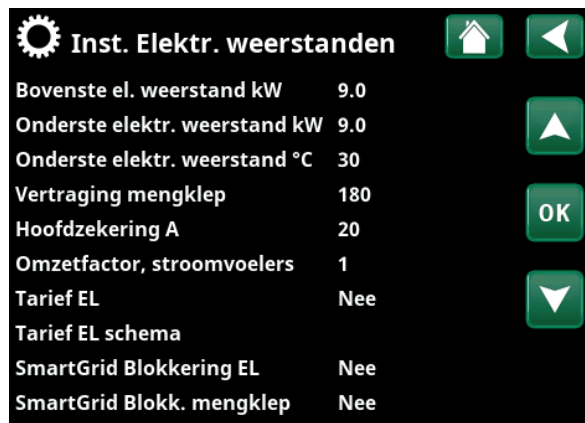 Inst. Elektr. weerstanden
Bovenste el. weerstand kW 9.0
Onderste elektr. weerstand kW 9.0
Onderste elektr. weerstand °C 30
Vertraging mengklep 180
OK
Hoofdzekering A 20
Omzetfactor, stroomvoelers 1
Tarief EL Nee
Tarief EL schema
SmartGrid Blokkering EL Nee
SmartGrid Blokk. mengklep Nee